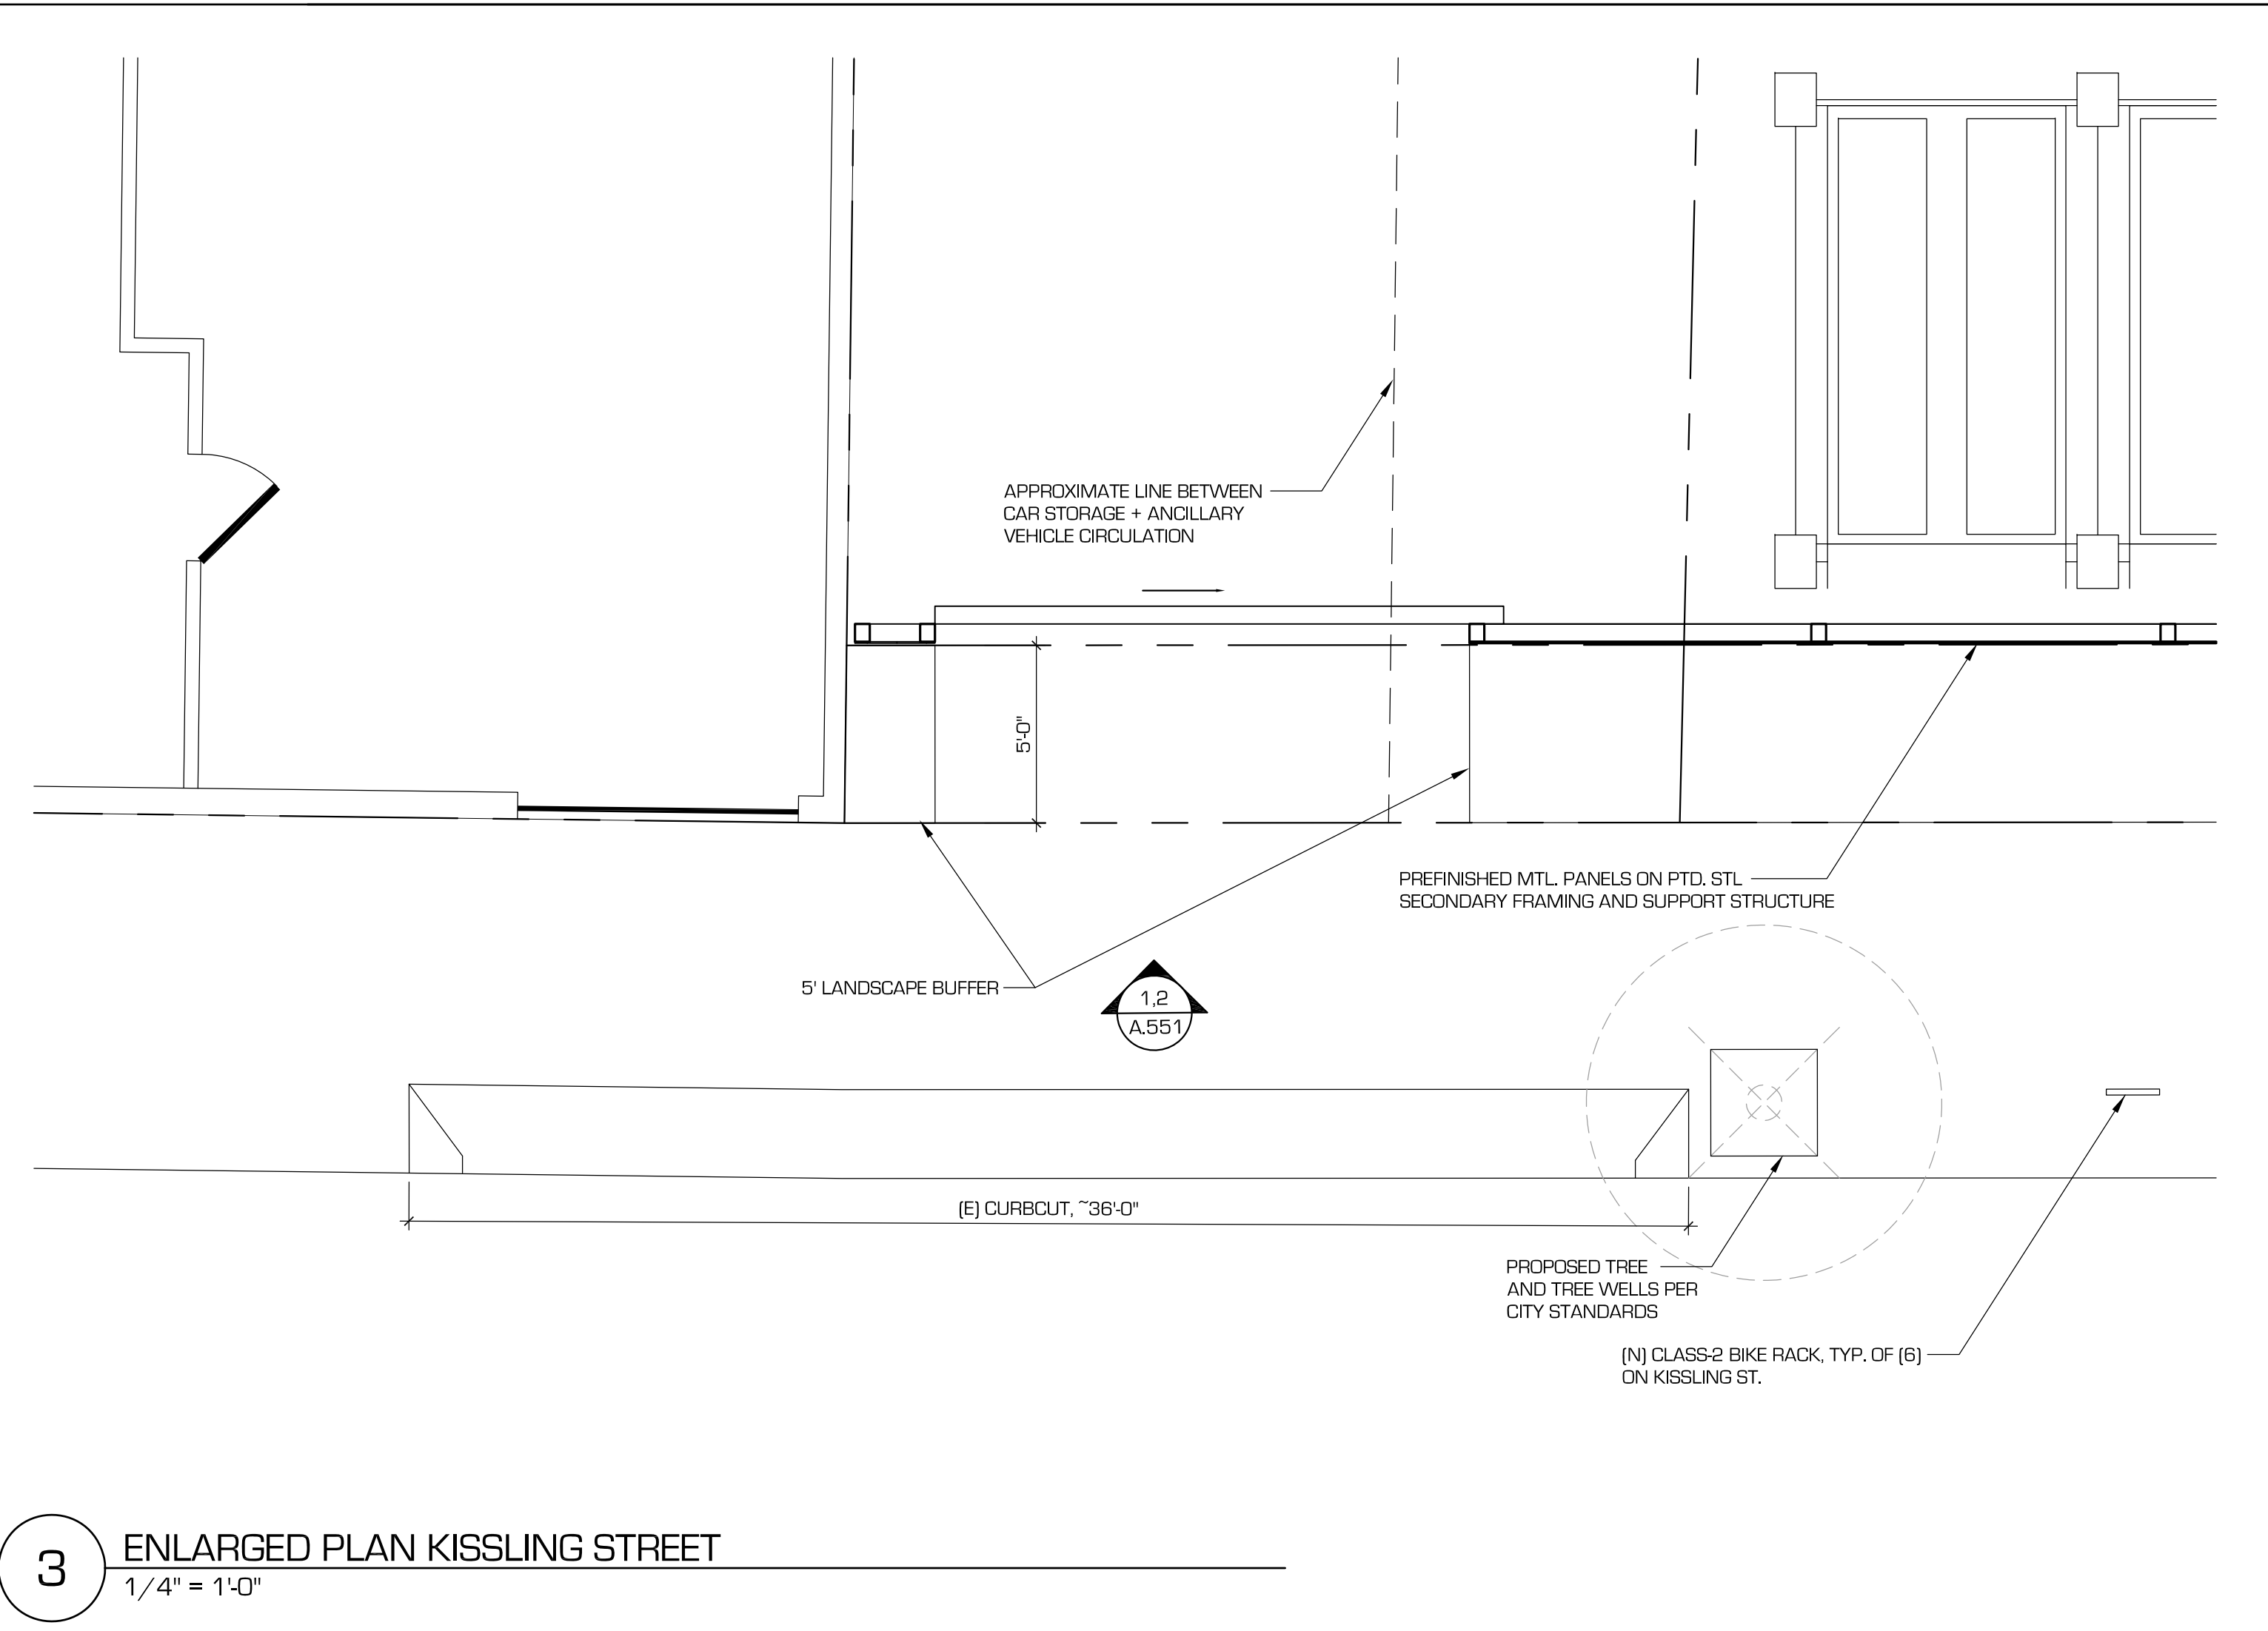 APPROXIMATE LINE BETWEEN
CAR STORAGE + ANCILLARY
VEHICLE CIRCULATION
5'-0"
PREFINISHED MTL. PANELS ON PTD. STL
SECONDARY FRAMING AND SUPPORT STRUCTURE
5' LANDSCAPE BUFFER
1,2
A.551
(E) CURBCUT, ~36'-0"
PROPOSED TREE
AND TREE WELLS PER
CITY STANDARDS
(N) CLASS-2 BIKE RACK, TYP. OF (6)
ON KISSLING ST.
3
ENLARGED PLAN KISSLING STREET
1/4" = 1'-0"